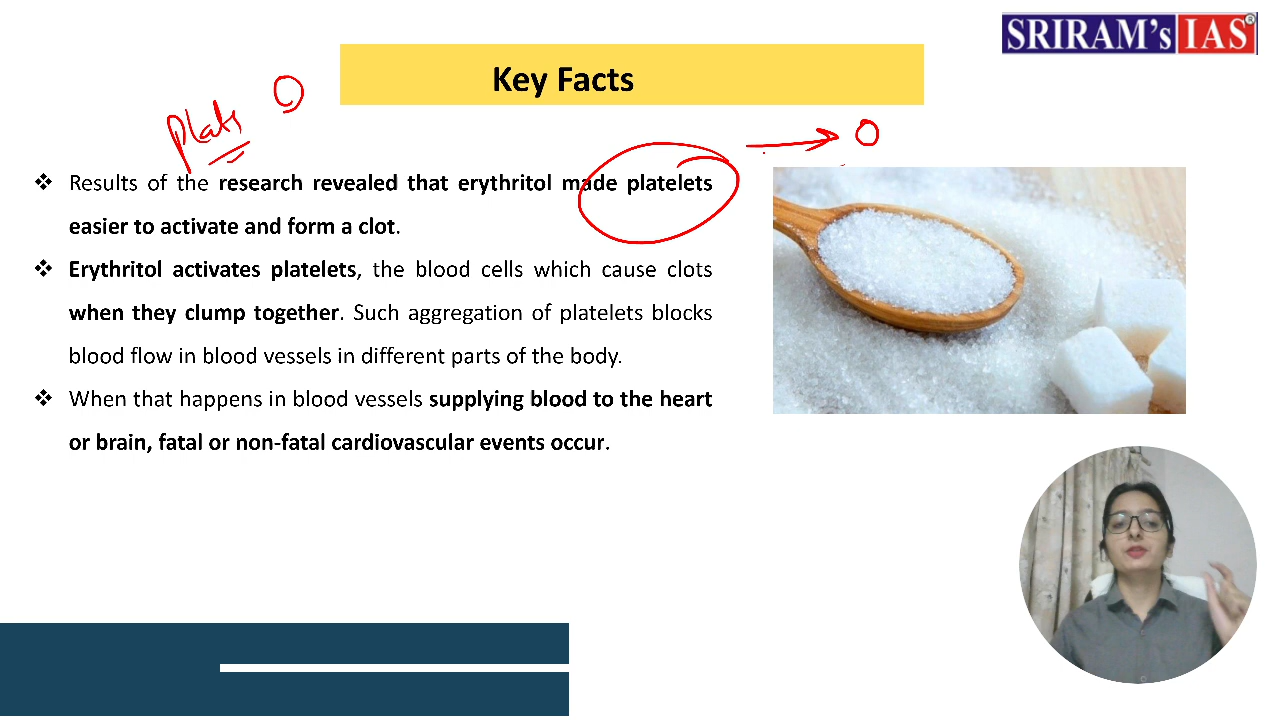 SRIRAM's IAS®
Key Facts
Plats
❖ Results of the research revealed that erythritol made platelets
easier to activate and form a clot.
❖ Erythritol activates platelets, the blood cells which cause clots
when they clump together. Such aggregation of platelets blocks
blood flow in blood vessels in different parts of the body.
❖ When that happens in blood vessels supplying blood to the heart
or brain, fatal or non-fatal cardiovascular events occur.